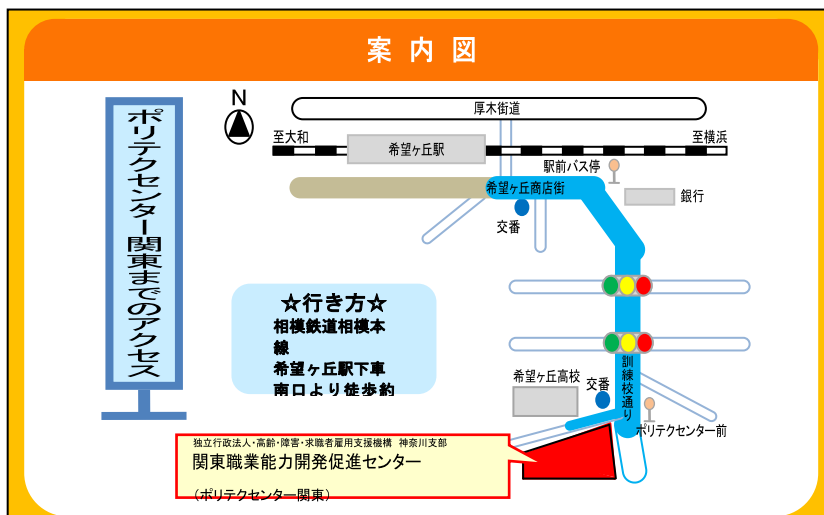 案内図
ポリテクセンター関東までのアクセス
N
厚木街道
至大和
至横浜
希望ヶ丘駅
駅前バス停
希望ヶ丘商店街
銀行
交番
☆行き方☆
相模鉄道相模本
線
希望ヶ丘駅下車
南口より徒歩約
訓練校通り
希望ヶ丘高校
交番
ポリテクセンター前
独立行政法人・高齢・障害・求職者雇用支援機構 神奈川支部
関東職業能力開発促進センター
(ポリテクセンター関東)